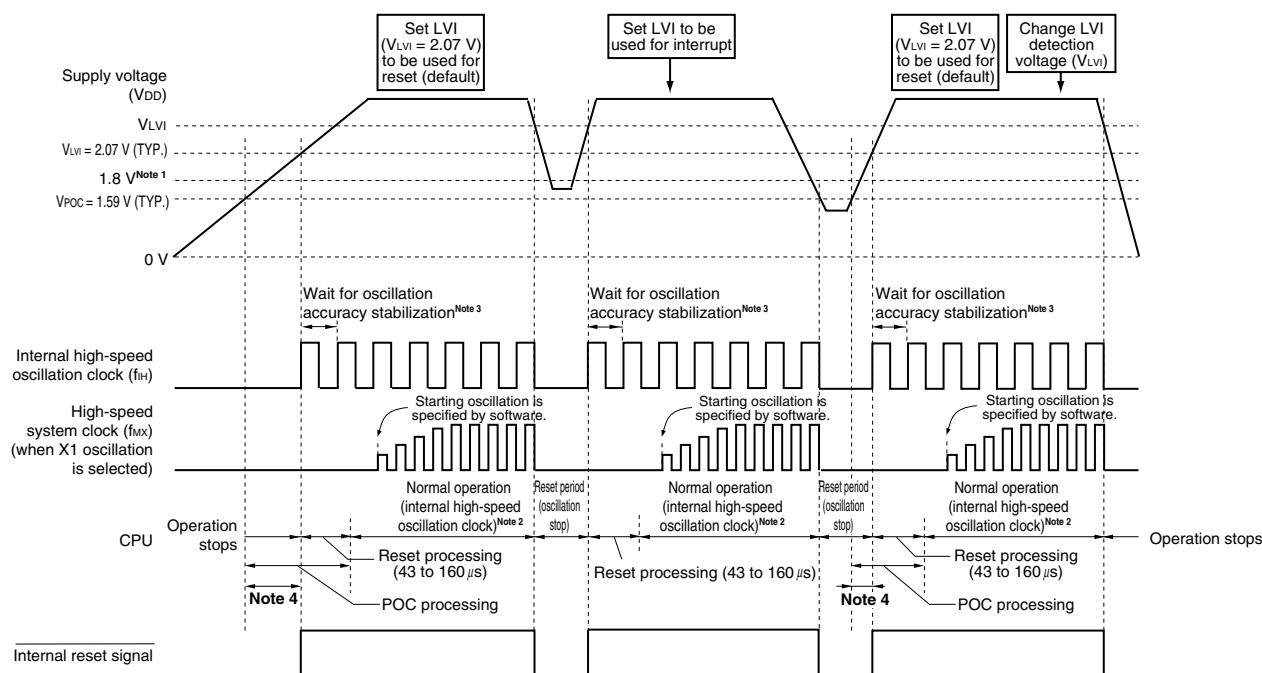 Set LVI
(VLVI = 2.07 V)
to be used for
reset (default)
Set LVI to be
used for interrupt
Set LVI
(VLVI = 2.07 V)
to be used for
reset (default)
Change LVI
detection
voltage (VLVI)
Supply voltage
(VDD)
VLVI
VLVI = 2.07 V (TYP.)
1.8 V Note 1
VPOC = 1.59 V (TYP.)
0 V
Wait for oscillation
accuracy stabilization Note 3
Wait for oscillation
accuracy stabilization Note 3
Wait for oscillation
accuracy stabilization Note 3
Internal high-speed
oscillation clock (fIH)
Starting oscillation is
specified by software.
Starting oscillation is
specified by software.
Starting oscillation is
specified by software.
High-speed
system clock (fMX)
(when X1 oscillation
is selected)
Normal operation
(internal high-speed
oscillation clock) Note 2
Reset period
(oscillation
stop)
Normal operation
(internal high-speed
oscillation clock) Note 2
Reset period
(oscillation
stop)
Normal operation
(internal high-speed
oscillation clock) Note 2
CPU
Operation
stops
Operation stops
Reset processing
(43 to 160 μs)
Reset processing (43 to 160 μs)
Reset processing
(43 to 160 μs)
Note 4
POC processing
Note 4
POC processing
Internal reset signal